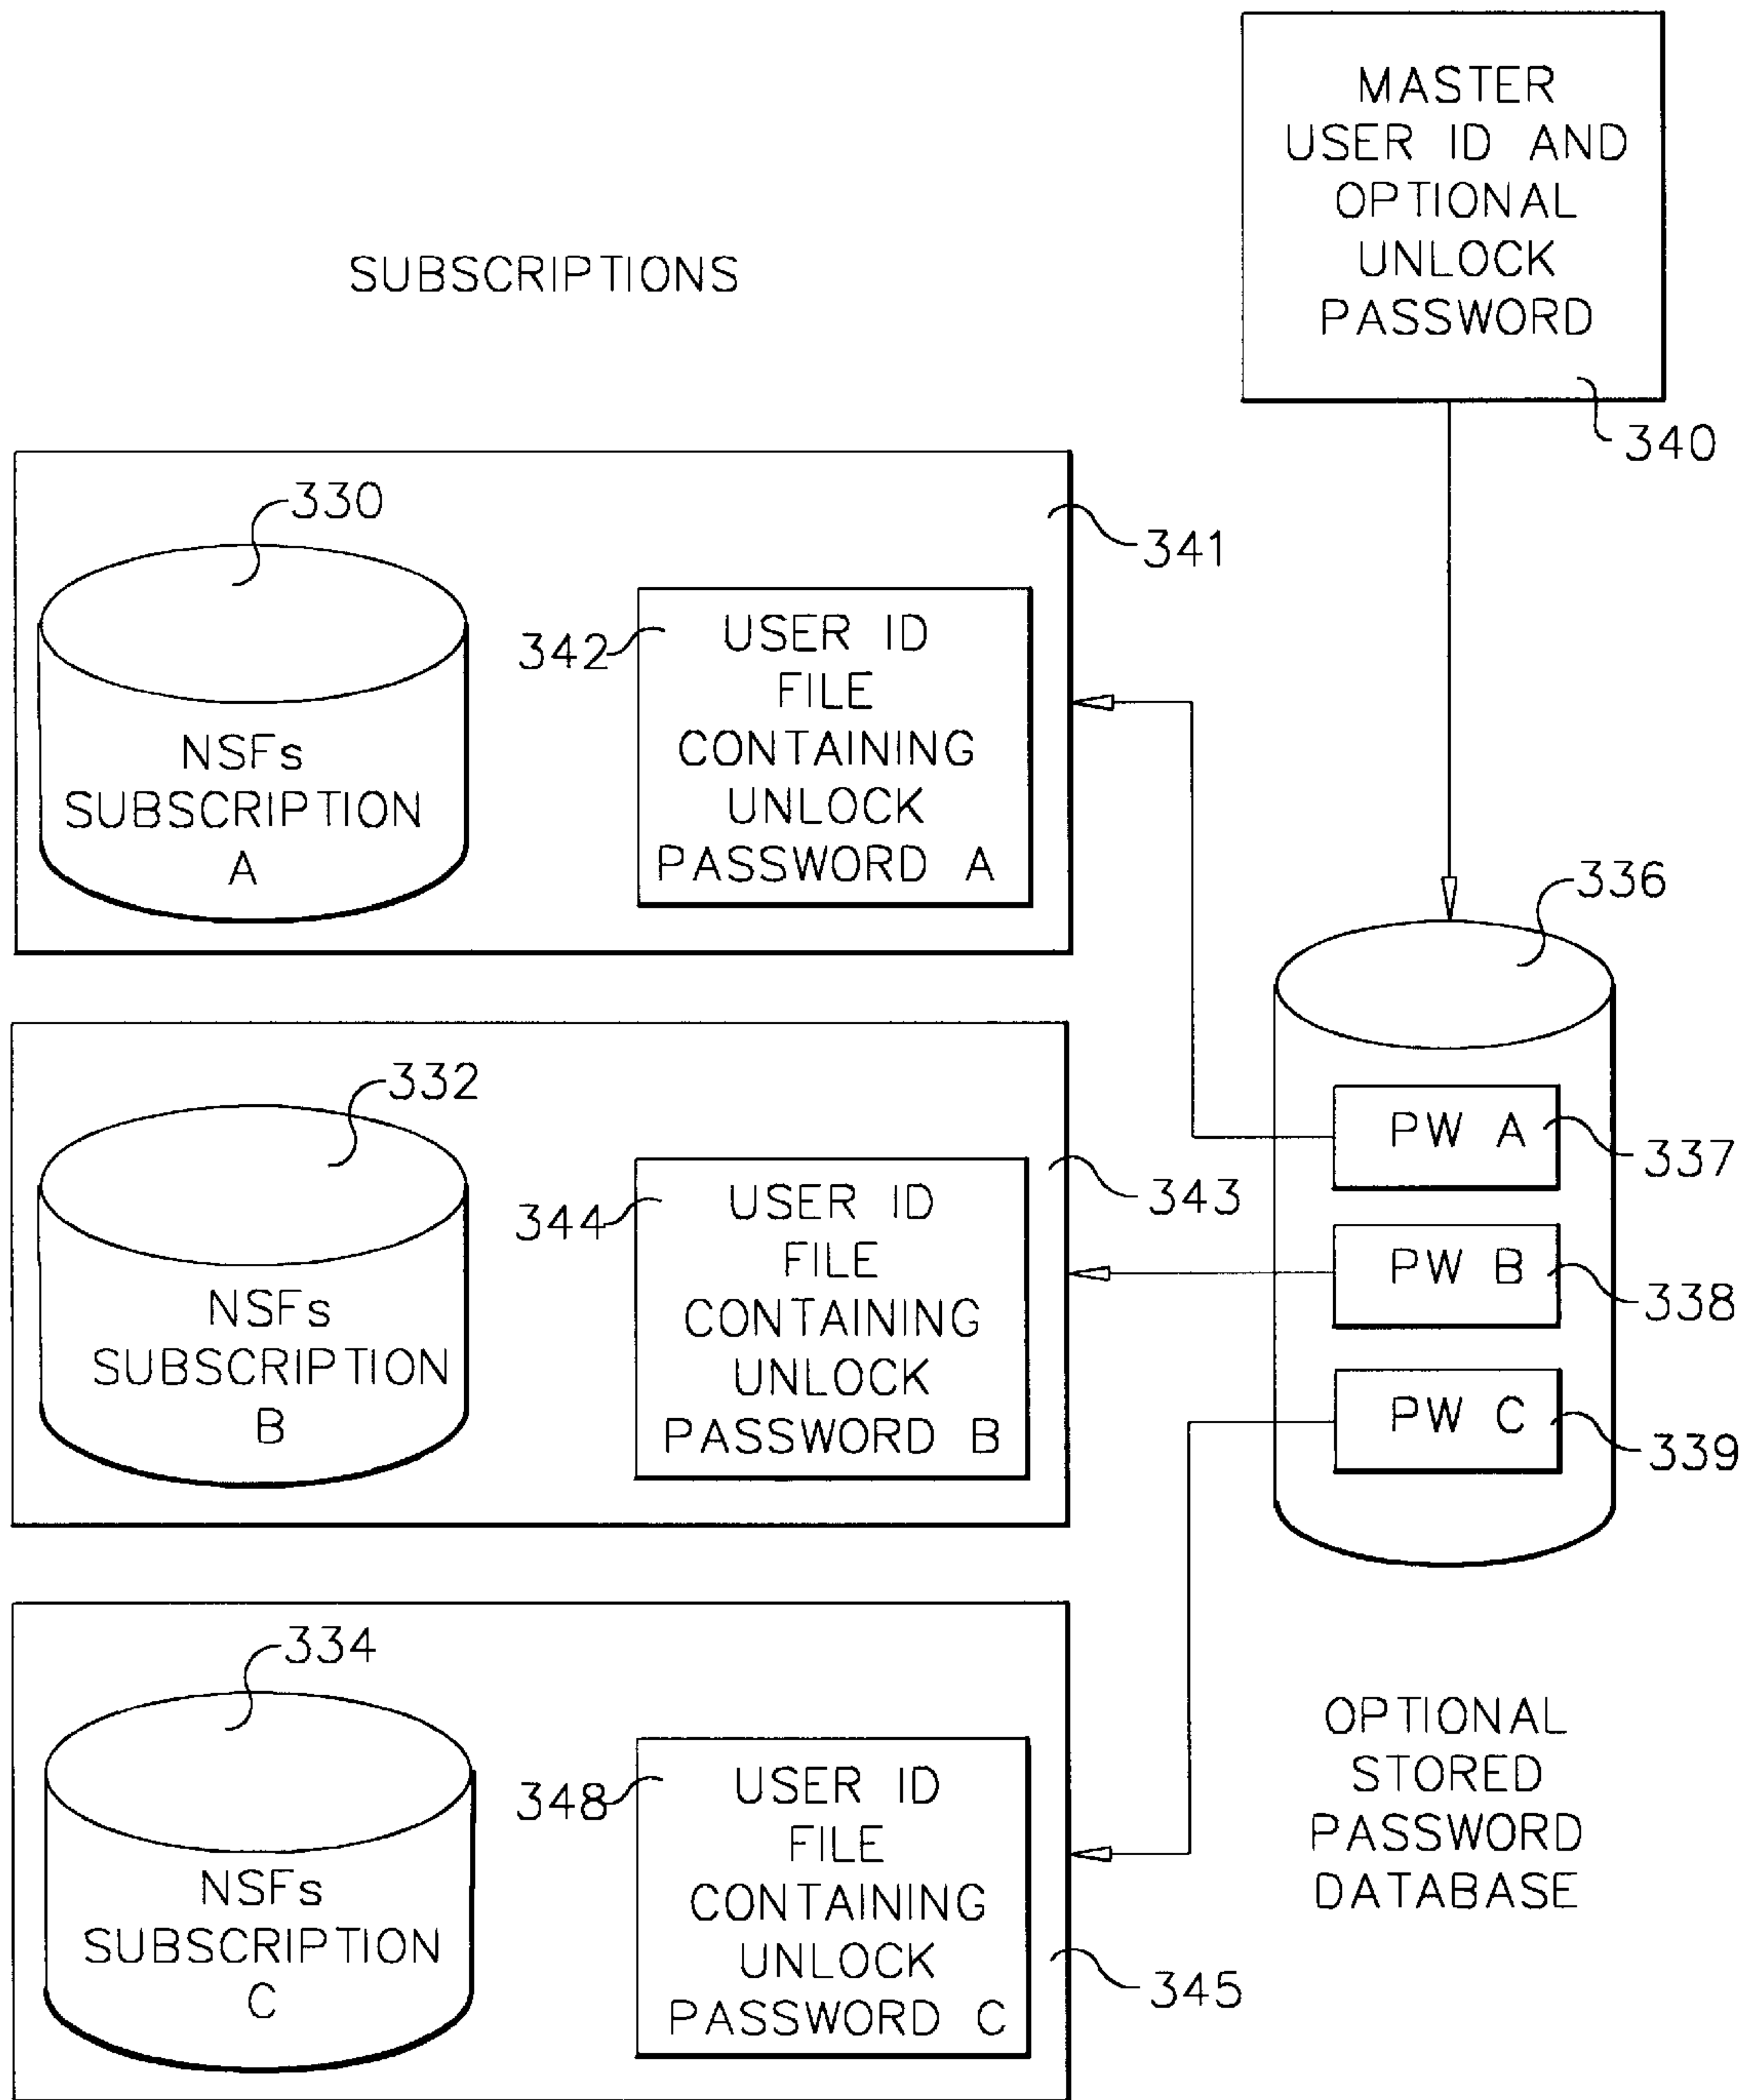 MASTER
USER ID AND
OPTIONAL
UNLOCK
PASSWORD
340
SUBSCRIPTIONS
330
341
342
USER ID
FILE
CONTAINING
UNLOCK
PASSWORD A
NSFs
SUBSCRIPTION
A
336
332
343
344
USER ID
FILE
CONTAINING
UNLOCK
PASSWORD B
NSFs
SUBSCRIPTION
B
PW A
337
PW B
338
PW C
339
334
348
USER ID
FILE
CONTAINING
UNLOCK
PASSWORD C
345
NSFs
SUBSCRIPTION
C
OPTIONAL
STORED
PASSWORD
DATABASE